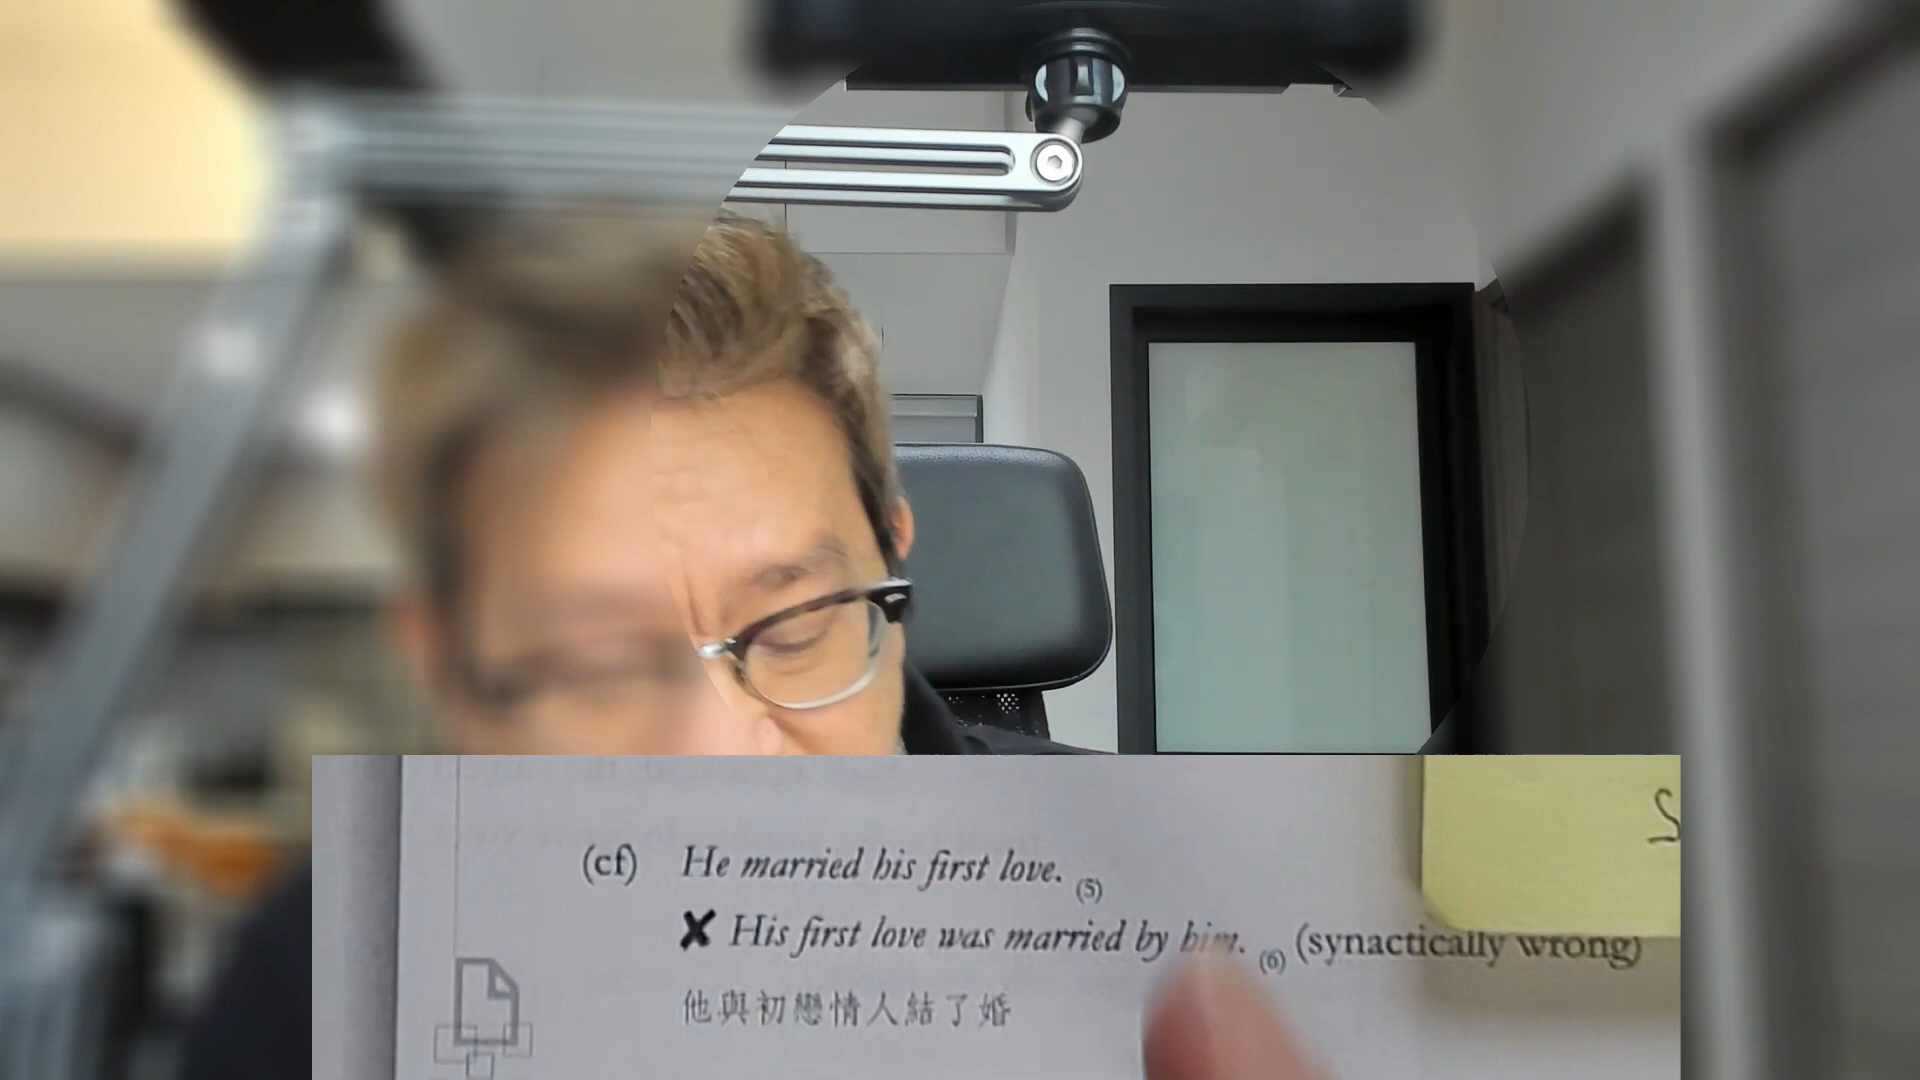 (cf) He married his first love. (5)
✘ His first love was married by him. (6) (synactically wrong)
他與初戀情人結了婚